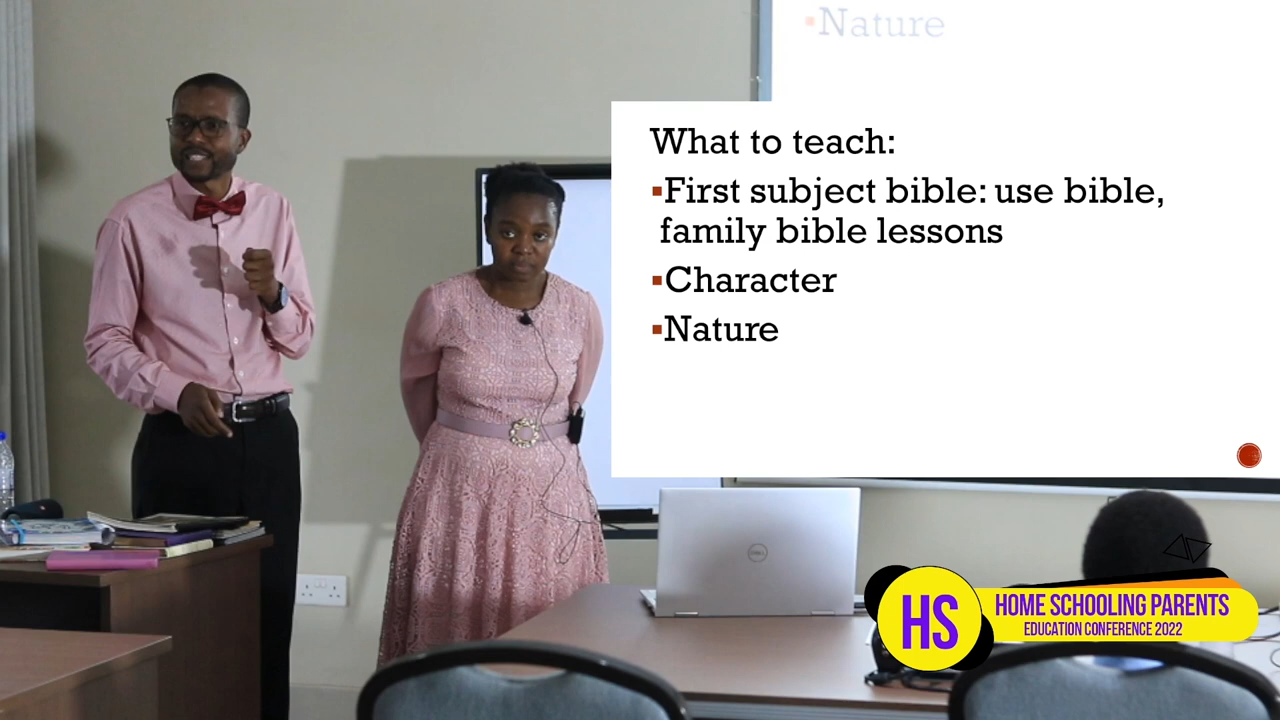 ▪Nature
What to teach:
▪First subject bible: use bible,
family bible lessons
▪Character
▪Nature
DELL
HS
HOME SCHOOLING PARENTS
EDUCATION CONFERENCE 2022